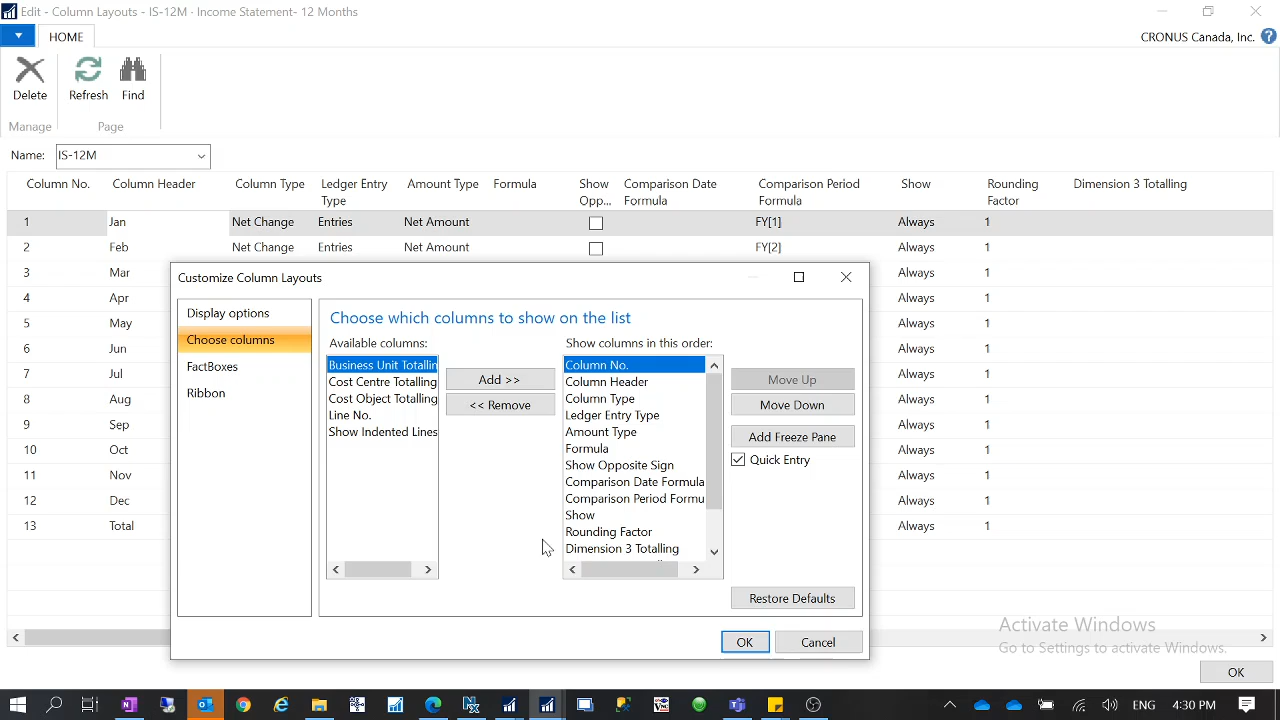 Edit - Column Layouts - IS-12M · Income Statement- 12 Months
HOME
CRONUS Canada, Inc.
Delete
Refresh
Find
Manage
Page
Name: IS-12M
Column No. Column Header Column Type Ledger Entry Type Amount Type Formula Show Opp... Comparison Date Formula Comparison Period Formula Show Rounding Factor Dimension 3 Totalling
1 Jan Net Change Entries Net Amount FY[1] Always 1
2 Feb Net Change Entries Net Amount FY[2] Always 1
3 Mar Always 1
4 Apr Always 1
5 May Always 1
6 Jun Always 1
7 Jul Always 1
8 Aug Always 1
9 Sep Always 1
10 Oct Always 1
11 Nov Always 1
12 Dec Always 1
13 Total Always 1
Customize Column Layouts
Display options
Choose columns
FactBoxes
Ribbon
Choose which columns to show on the list
Available columns:
Business Unit Totallin
Cost Centre Totalling
Cost Object Totalling
Line No.
Show Indented Lines
Add >>
<< Remove
Show columns in this order:
Column No.
Column Header
Column Type
Ledger Entry Type
Amount Type
Formula
Show Opposite Sign
Comparison Date Formula
Comparison Period Formu
Show
Rounding Factor
Dimension 3 Totalling
Move Up
Move Down
Add Freeze Pane
Quick Entry
Restore Defaults
OK
Cancel
Activate Windows
Go to Settings to activate Windows.
OK
ENG 4:30 PM